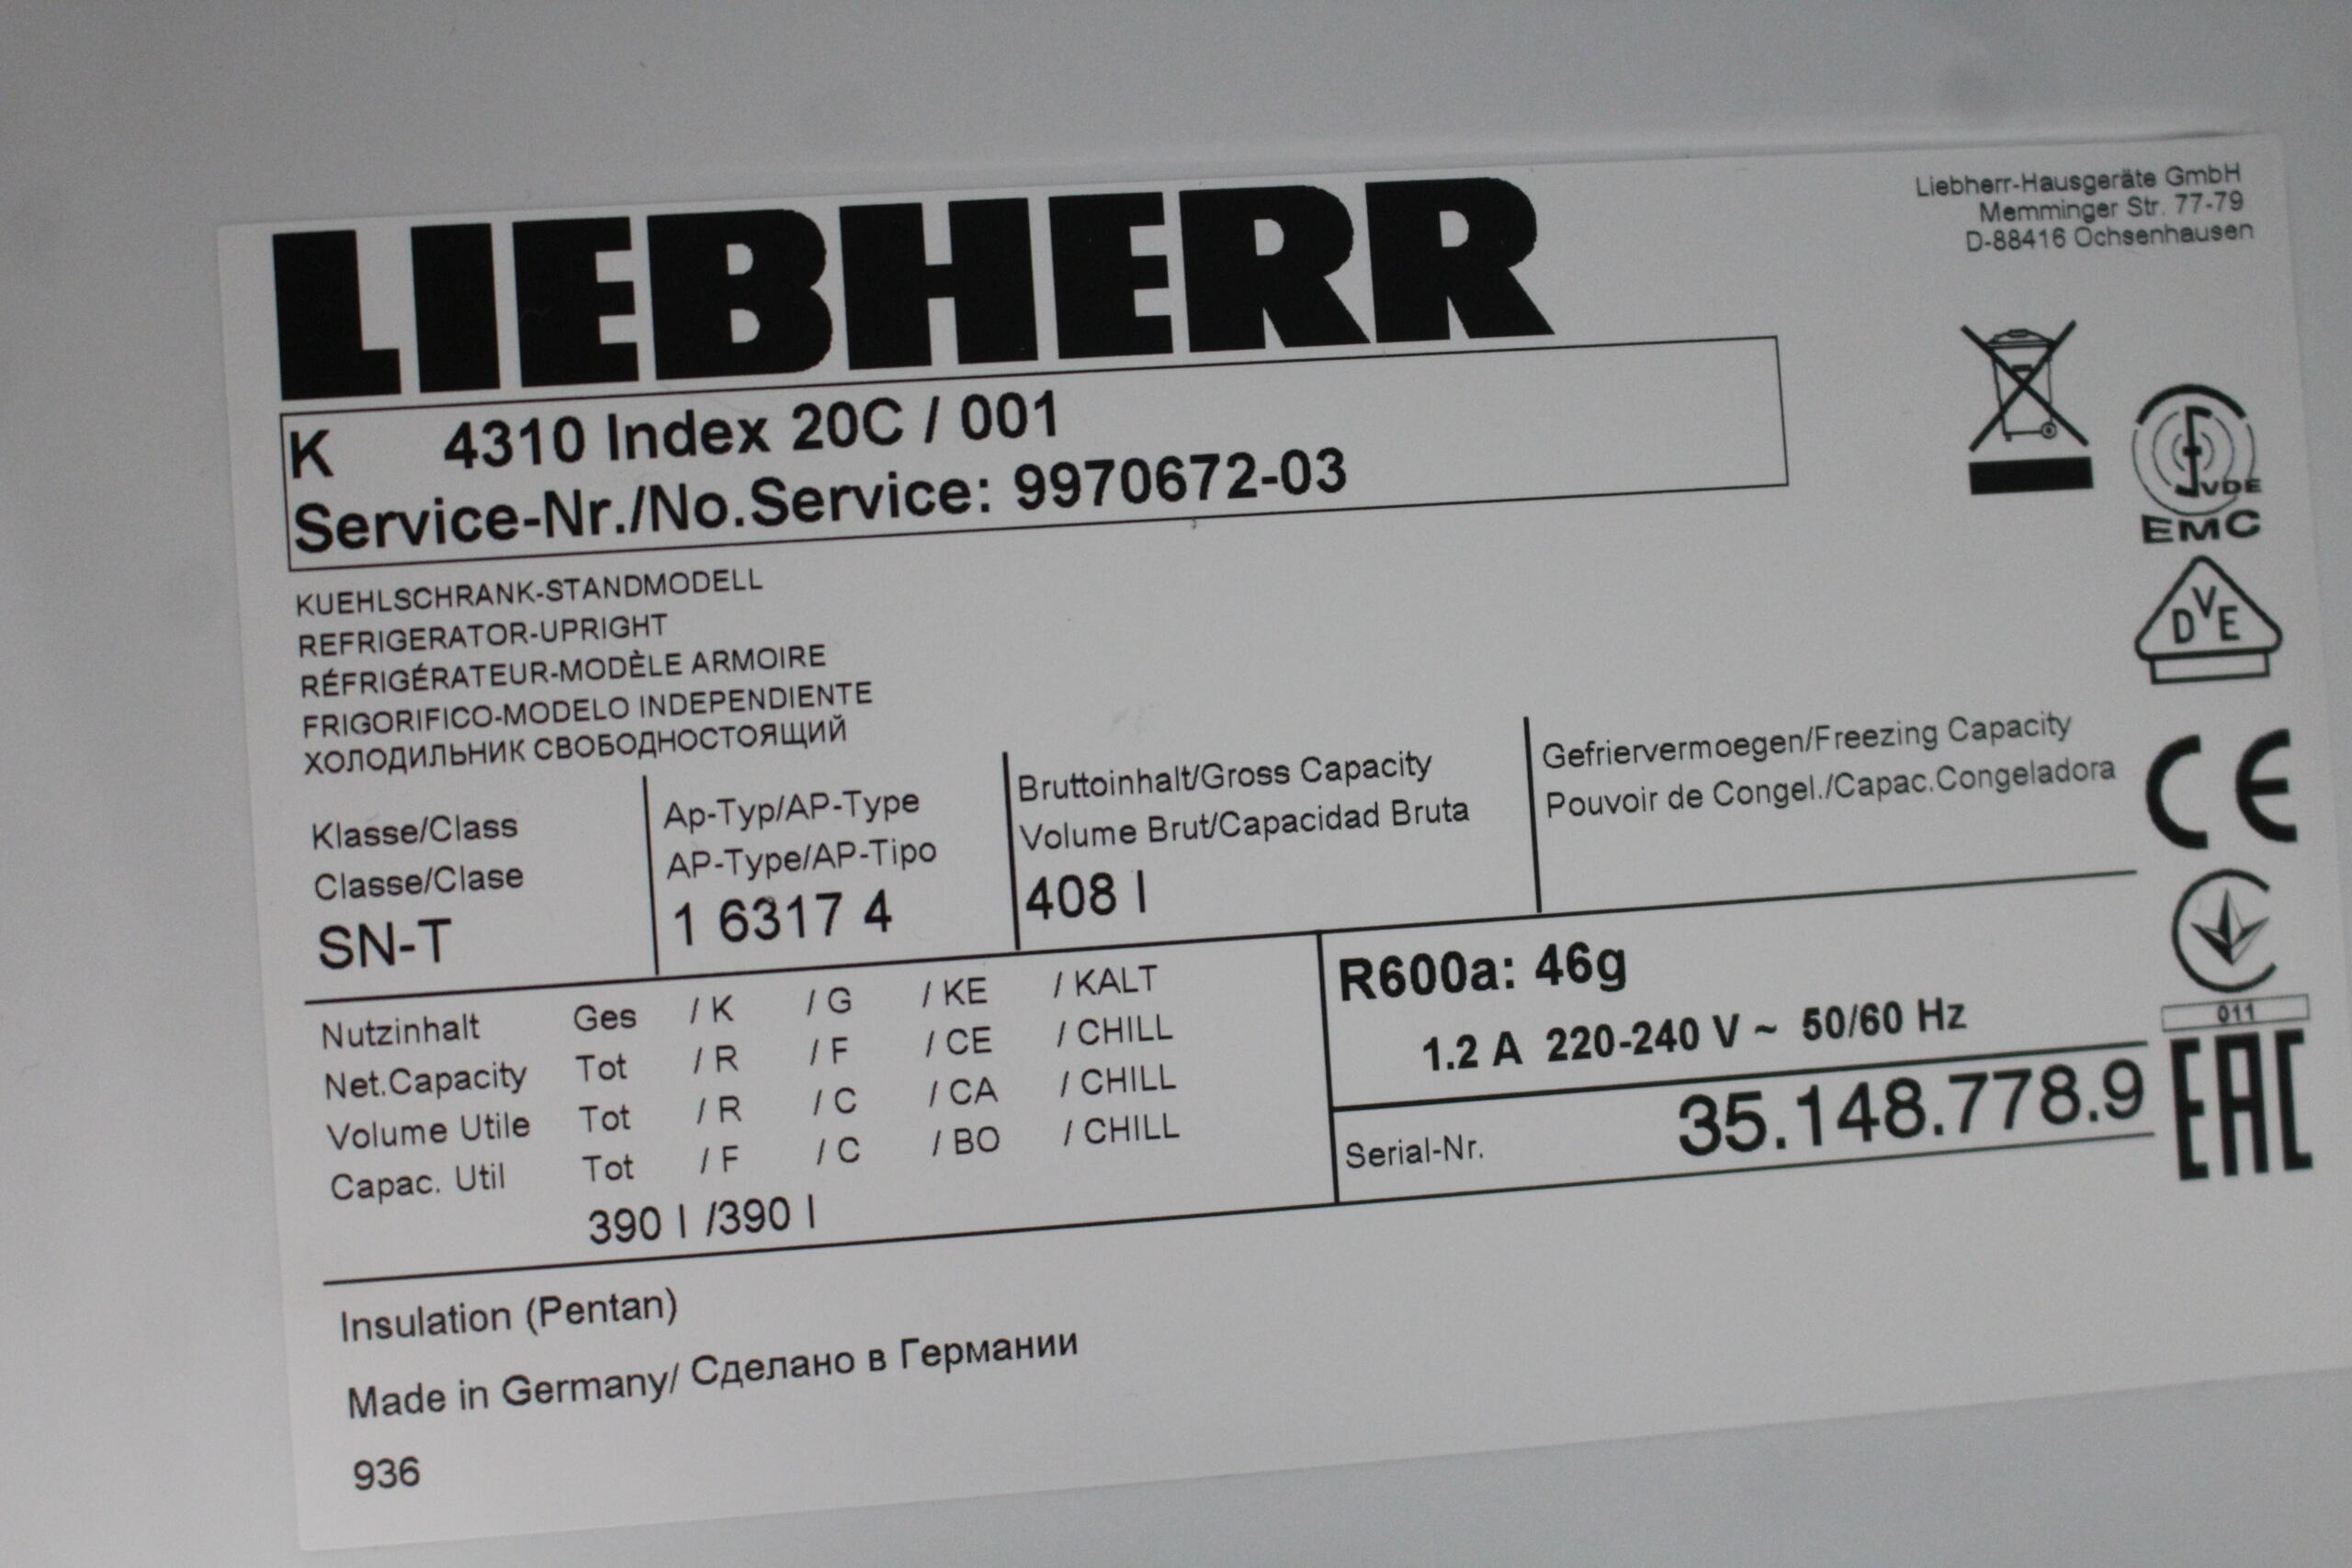 LIEBHERR
Liebherr-Hausgeräte GmbH
Memminger Str. 77-79
D-88416 Ochsenhausen
K 4310 Index 20C / 001
Service-Nr./No.Service: 9970672-03
VDE
EMC
DVE
KUEHLSCHRANK-STANDMODELL
REFRIGERATOR-UPRIGHT
RÉFRIGÉRATEUR-MODÈLE ARMOIRE
FRIGORIFICO-MODELO INDEPENDIENTE
ХОЛОДИЛЬНИК СВОБОДНОСТОЯЩИЙ
Klasse/Class
Classe/Clase
SN-T
Ap-Typ/AP-Type
AP-Type/AP-Tipo
1 6317 4
Bruttoinhalt/Gross Capacity
Volume Brut/Capacidad Bruta
408 l
Gefriervermoegen/Freezing Capacity
Pouvoir de Congel./Capac.Congeladora
CE
Nutzinhalt Ges / K / G / KE / KALT
Net.Capacity Tot / R / F / CE / CHILL
Volume Utile Tot / R / C / CA / CHILL
Capac. Util Tot / F / C / BO / CHILL
390 l /390 l
R600a: 46g
1.2 A 220-240 V ~ 50/60 Hz
Serial-Nr. 35.148.778.9
011
EAC
Insulation (Pentan)
Made in Germany/ Сделано в Германии
936